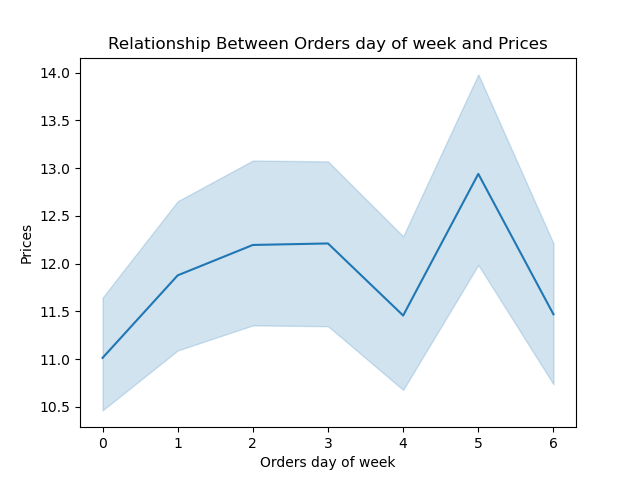 Relationship Between Orders day of week and Prices
14.0
13.5
13.0
12.5
12.0
11.5
11.0
10.5
Prices
0 1 2 3 4 5 6
Orders day of week